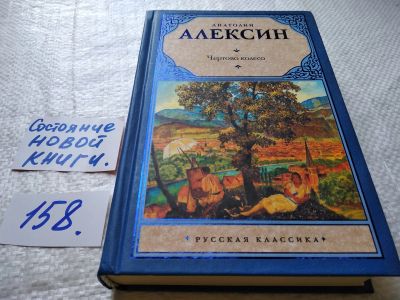 АНАТОЛИЙ
АЛЕКСИН
Чертово колесо
РУССКАЯ КЛАССИКА
Состояние
НОВОЙ
КНИГИ.
158.